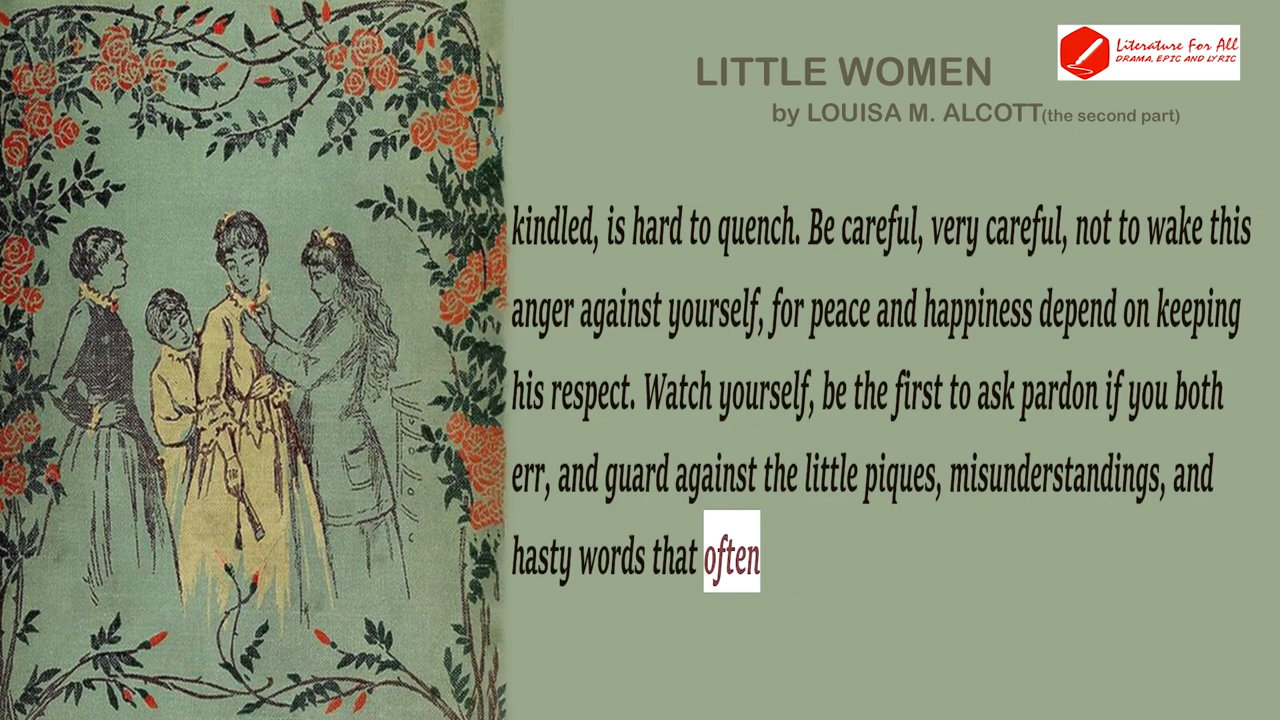 LITTLE WOMEN
by LOUISA M. ALCOTT(the second part)
Literature For All
DRAMA, EPIC AND LYRIC
kindled, is hard to quench. Be careful, very careful, not to wake this
anger against yourself, for peace and happiness depend on keeping
his respect. Watch yourself, be the first to ask pardon if you both
err, and guard against the little piques, misunderstandings, and
hasty words that often